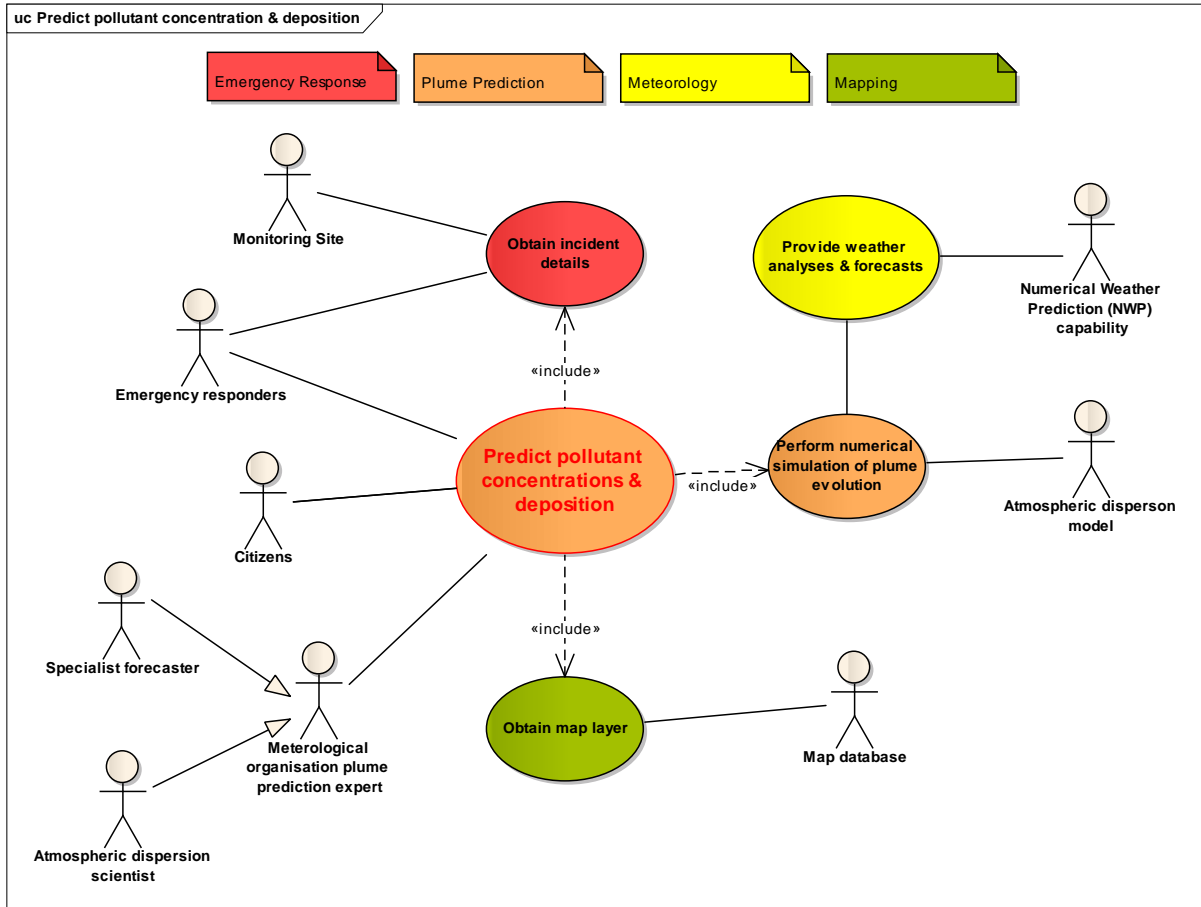 uc Predict pollutant concentration & deposition
Emergency Response
Plume Prediction
Meteorology
Mapping
Monitoring Site
Obtain incident
details
Provide weather
analyses & forecasts
Numerical Weather
Prediction (NWP)
capability
Emergency responders
«include»
Predict pollutant
concentrations &
deposition
«include»
Perform numerical
simulation of plume
evolution
Atmospheric disperson
model
Citizens
«include»
Specialist forecaster
Meterological
organisation plume
prediction expert
Obtain map layer
Map database
Atmospheric dispersion
scientist